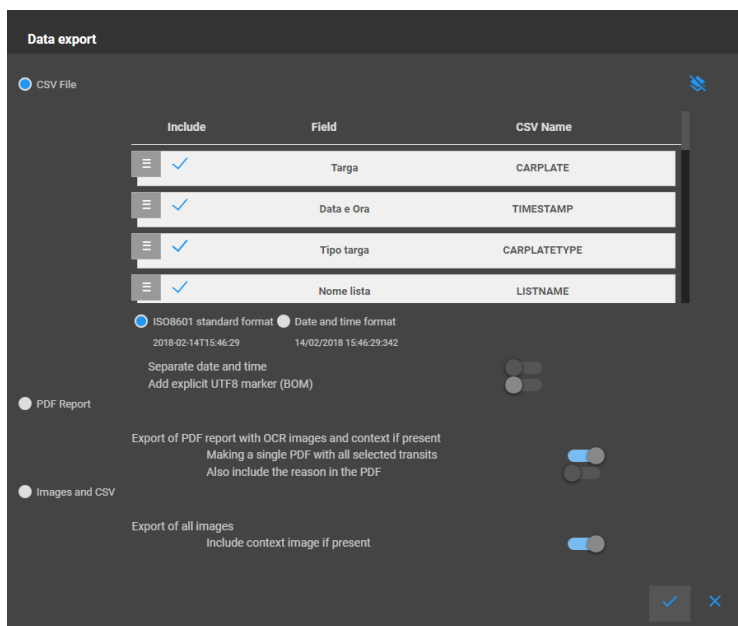 Data export
CSV File
Include Field CSV Name
Targa CARPLATE
Data e Ora TIMESTAMP
Tipo targa CARPLATETYPE
Nome lista LISTNAME
ISO8601 standard format Date and time format
2018-02-14T15:46:29 14/02/2018 15:46:29:342
Separate date and time
Add explicit UTF8 marker (BOM)
PDF Report
Export of PDF report with OCR images and context if present
Making a single PDF with all selected transits
Also include the reason in the PDF
Images and CSV
Export of all images
Include context image if present